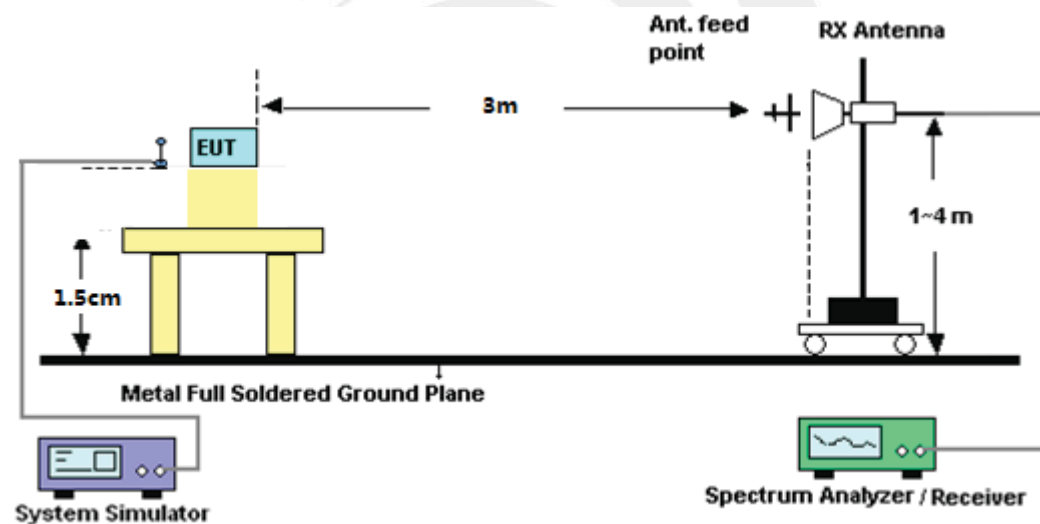 Ant. feed
point
RX Antenna
3m
EUT
1~4 m
1.5cm
Metal Full Soldered Ground Plane
System Simulator
Spectrum Analyzer / Receiver